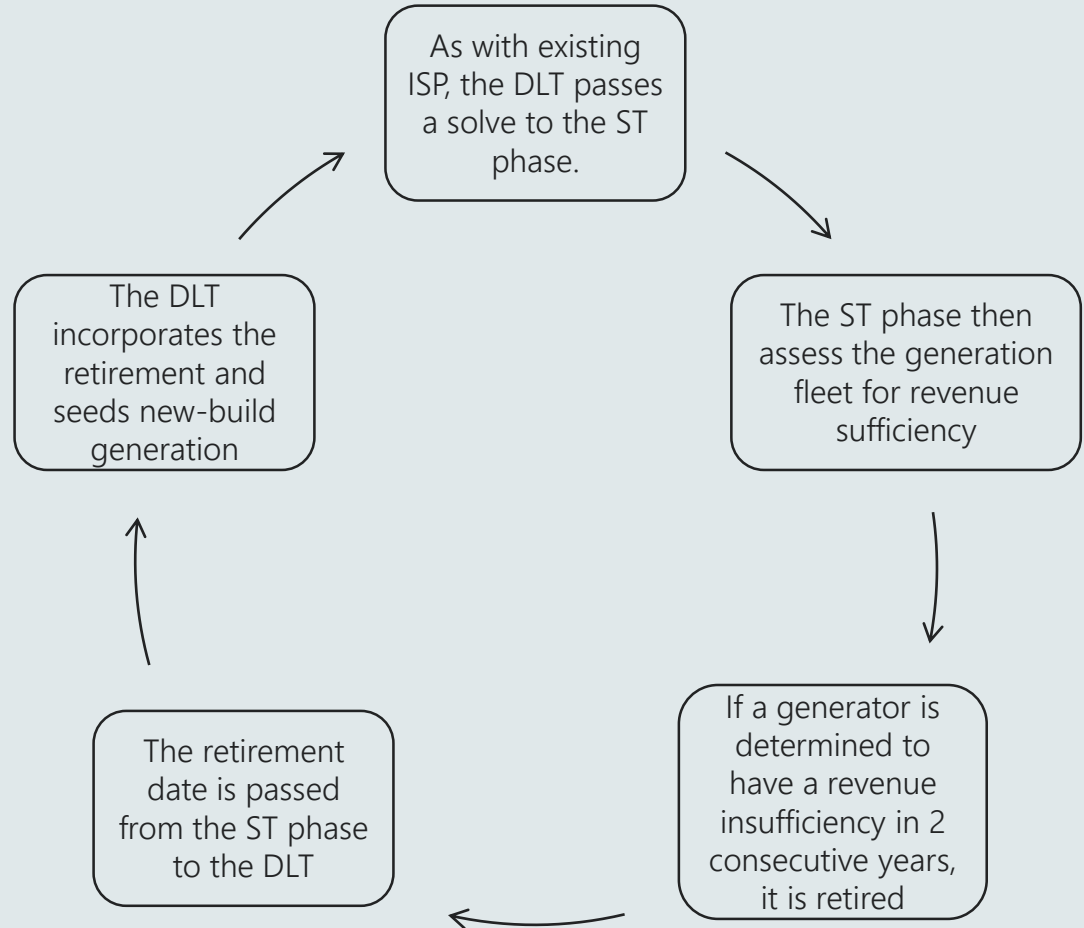 As with existing
ISP, the DLT passes
a solve to the ST
phase.
The ST phase then
assess the generation
fleet for revenue
sufficiency
If a generator is
determined to
have a revenue
insufficiency in 2
consecutive years,
it is retired
The retirement
date is passed
from the ST phase
to the DLT
The DLT
incorporates the
retirement and
seeds new-build
generation